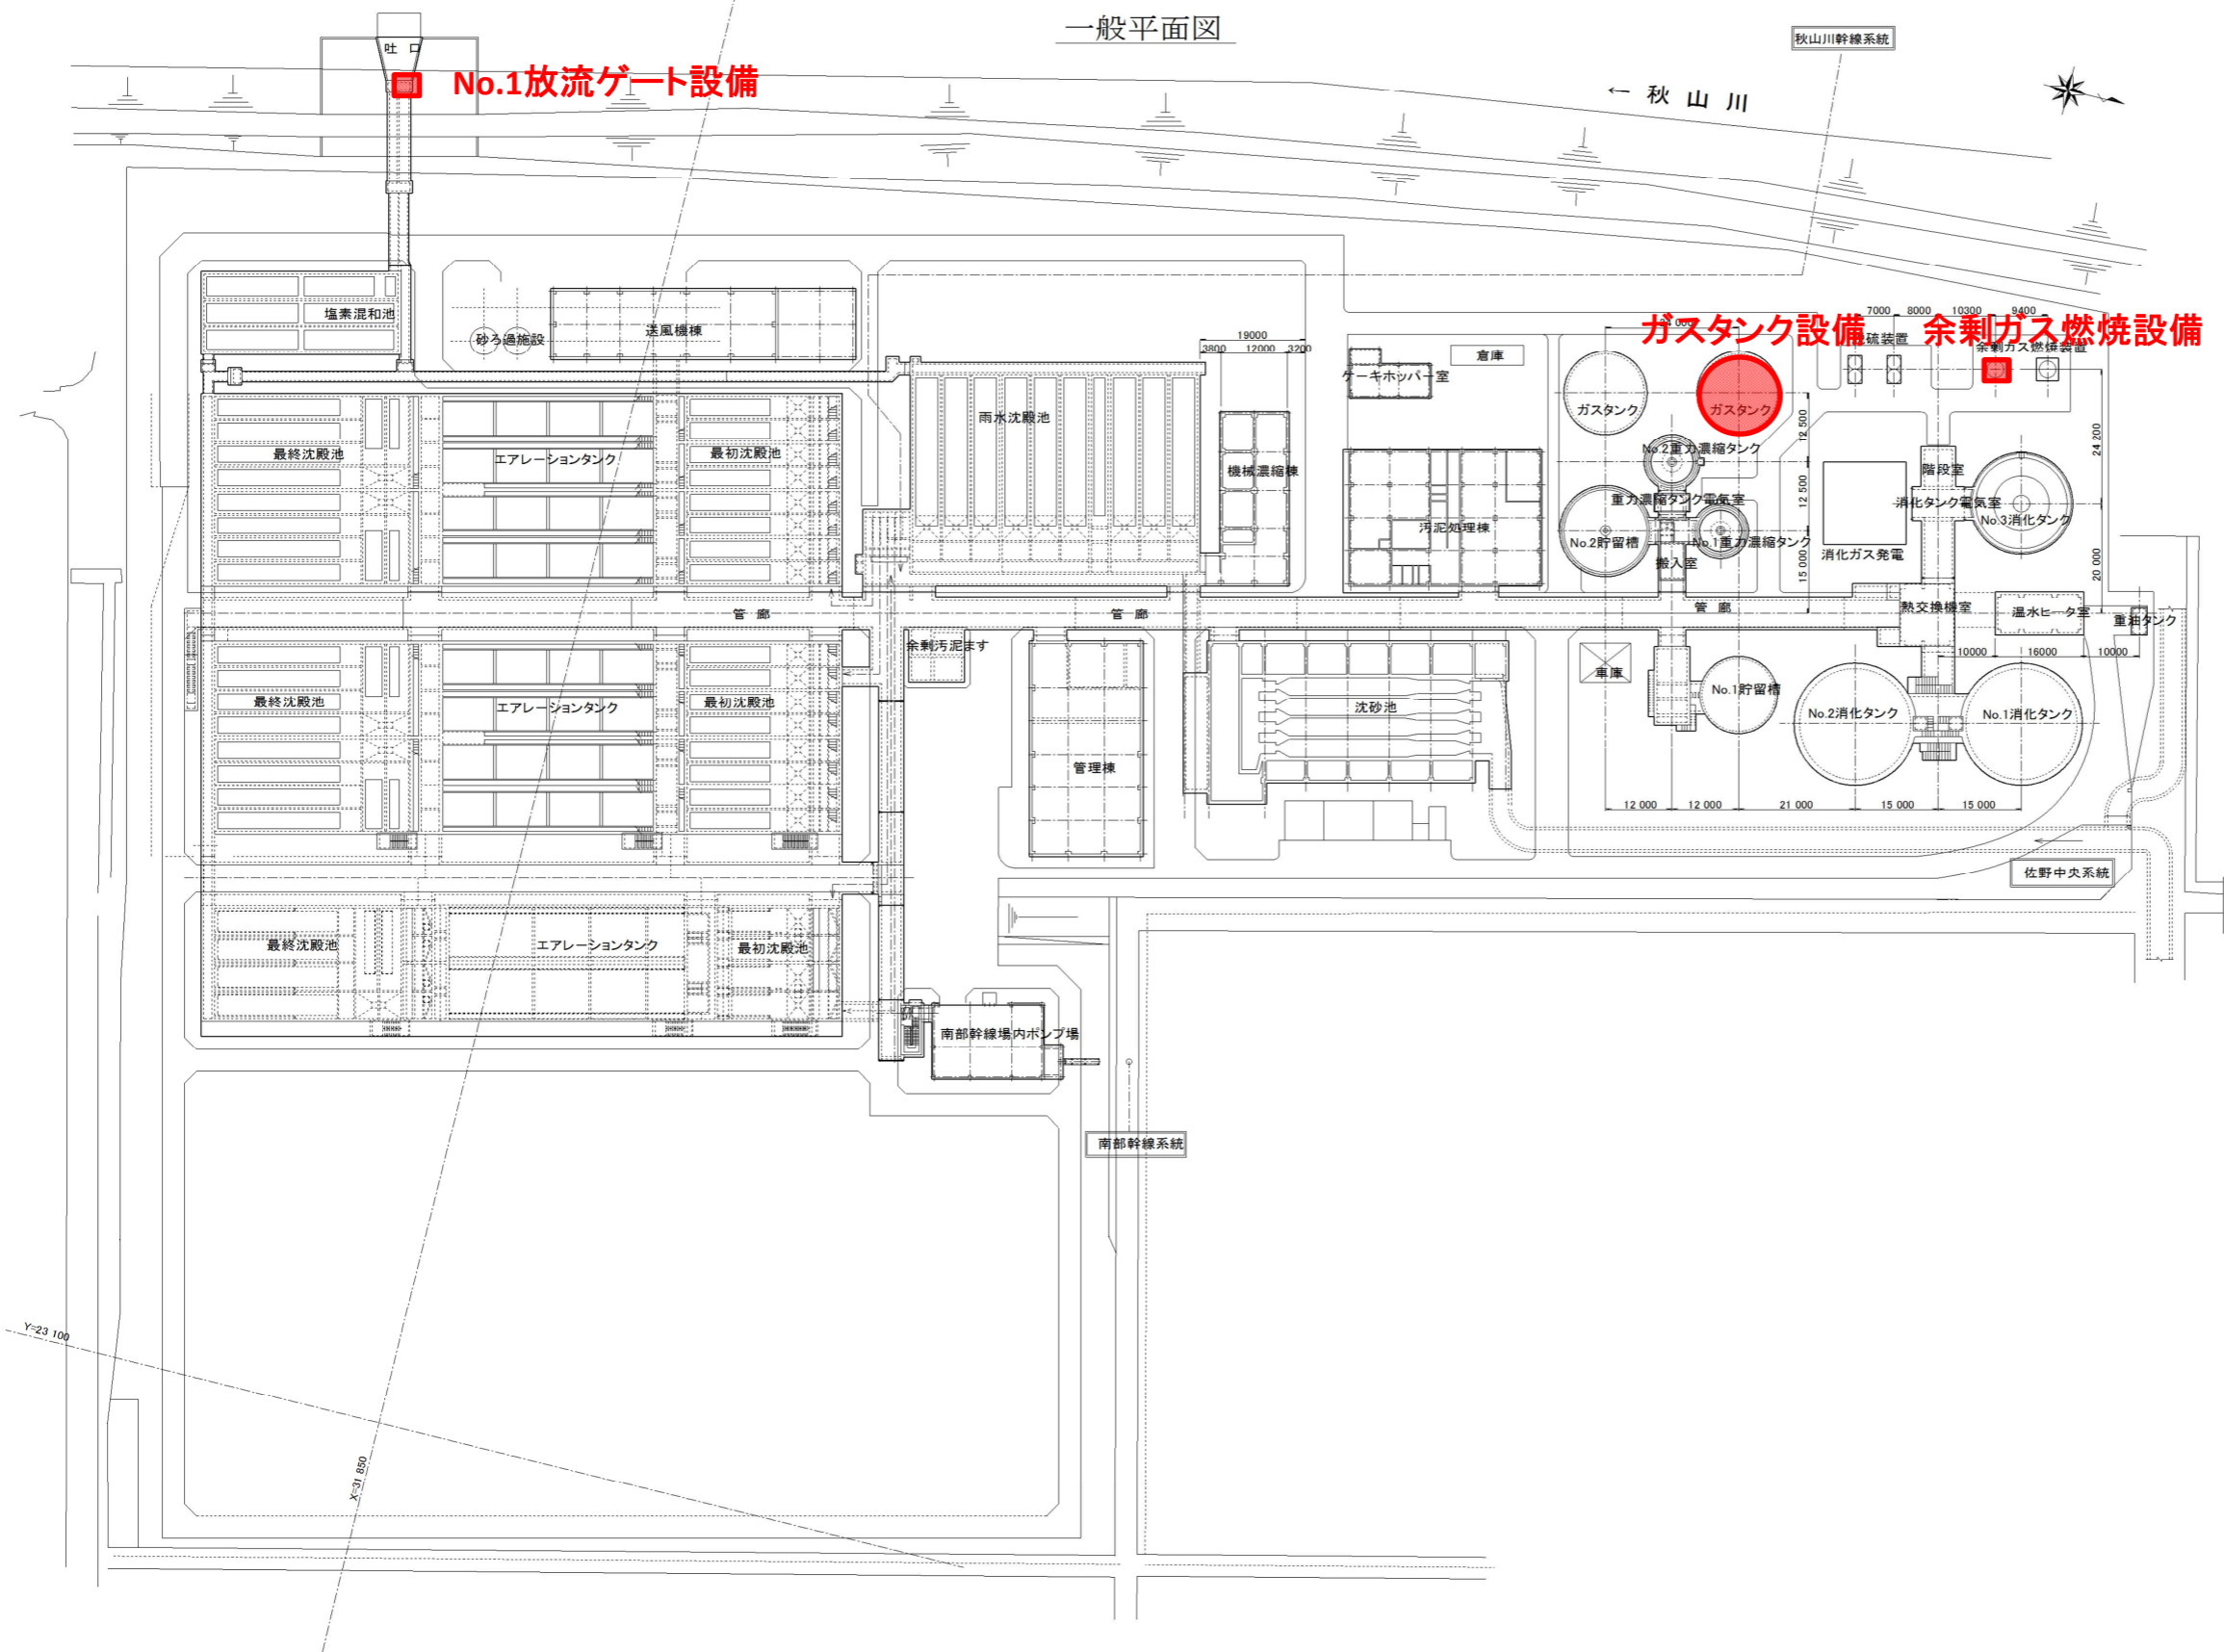 一般平面図
吐 口
秋山川幹線系統
No.1放流ゲート設備
← 秋 山 川
7000 8000 10300 9400
ガスタンク設備 余剰ガス燃焼設備
24 000
硫装置
余剰ガス燃焼装置
塩素混和池
砂ろ過施設
送風機棟
19000
3800 12000 3200
倉庫
ケーキホッパー室
ガスタンク
ガスタンク
雨水沈殿池
12 500
24 200
最終沈殿池
エアレーションタンク
最初沈殿池
機械濃縮棟
No.2重力濃縮タンク
階段室
重力濃縮タンク電気室
12 500
消化タンク電気室
No.3消化タンク
汚泥処理棟
No.2貯留槽
No.1重力濃縮タンク
消化ガス発電
搬入室
15 000
20 000
管 廊
管 廊
管 廊
熱交換機室
温水ヒータ室
重油タンク
余剰汚泥ます
10000 16000 10000
車庫
最終沈殿池
エアレーションタンク
最初沈殿池
沈砂池
No.1貯留槽
No.2消化タンク
No.1消化タンク
管理棟
12 000 12 000 21 000 15 000 15 000
佐野中央系統
最終沈殿池
エアレーションタンク
最初沈殿池
南部幹線場内ポンプ場
南部幹線系統
Y=23 100
X=31 850